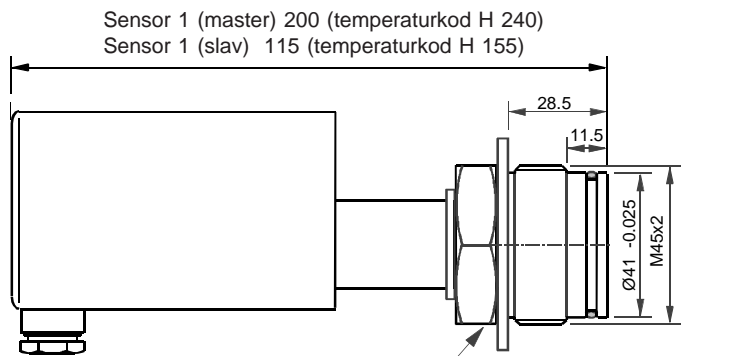 Sensor 1 (master) 200 (temperaturkod H 240)
Sensor 1 (slav) 115 (temperaturkod H 155)
28.5
11.5
Ø41 -0.025
M45x2